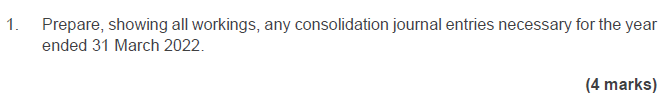 1. Prepare, showing all workings, any consolidation journal entries necessary for the year
ended 31 March 2022.
(4 marks)